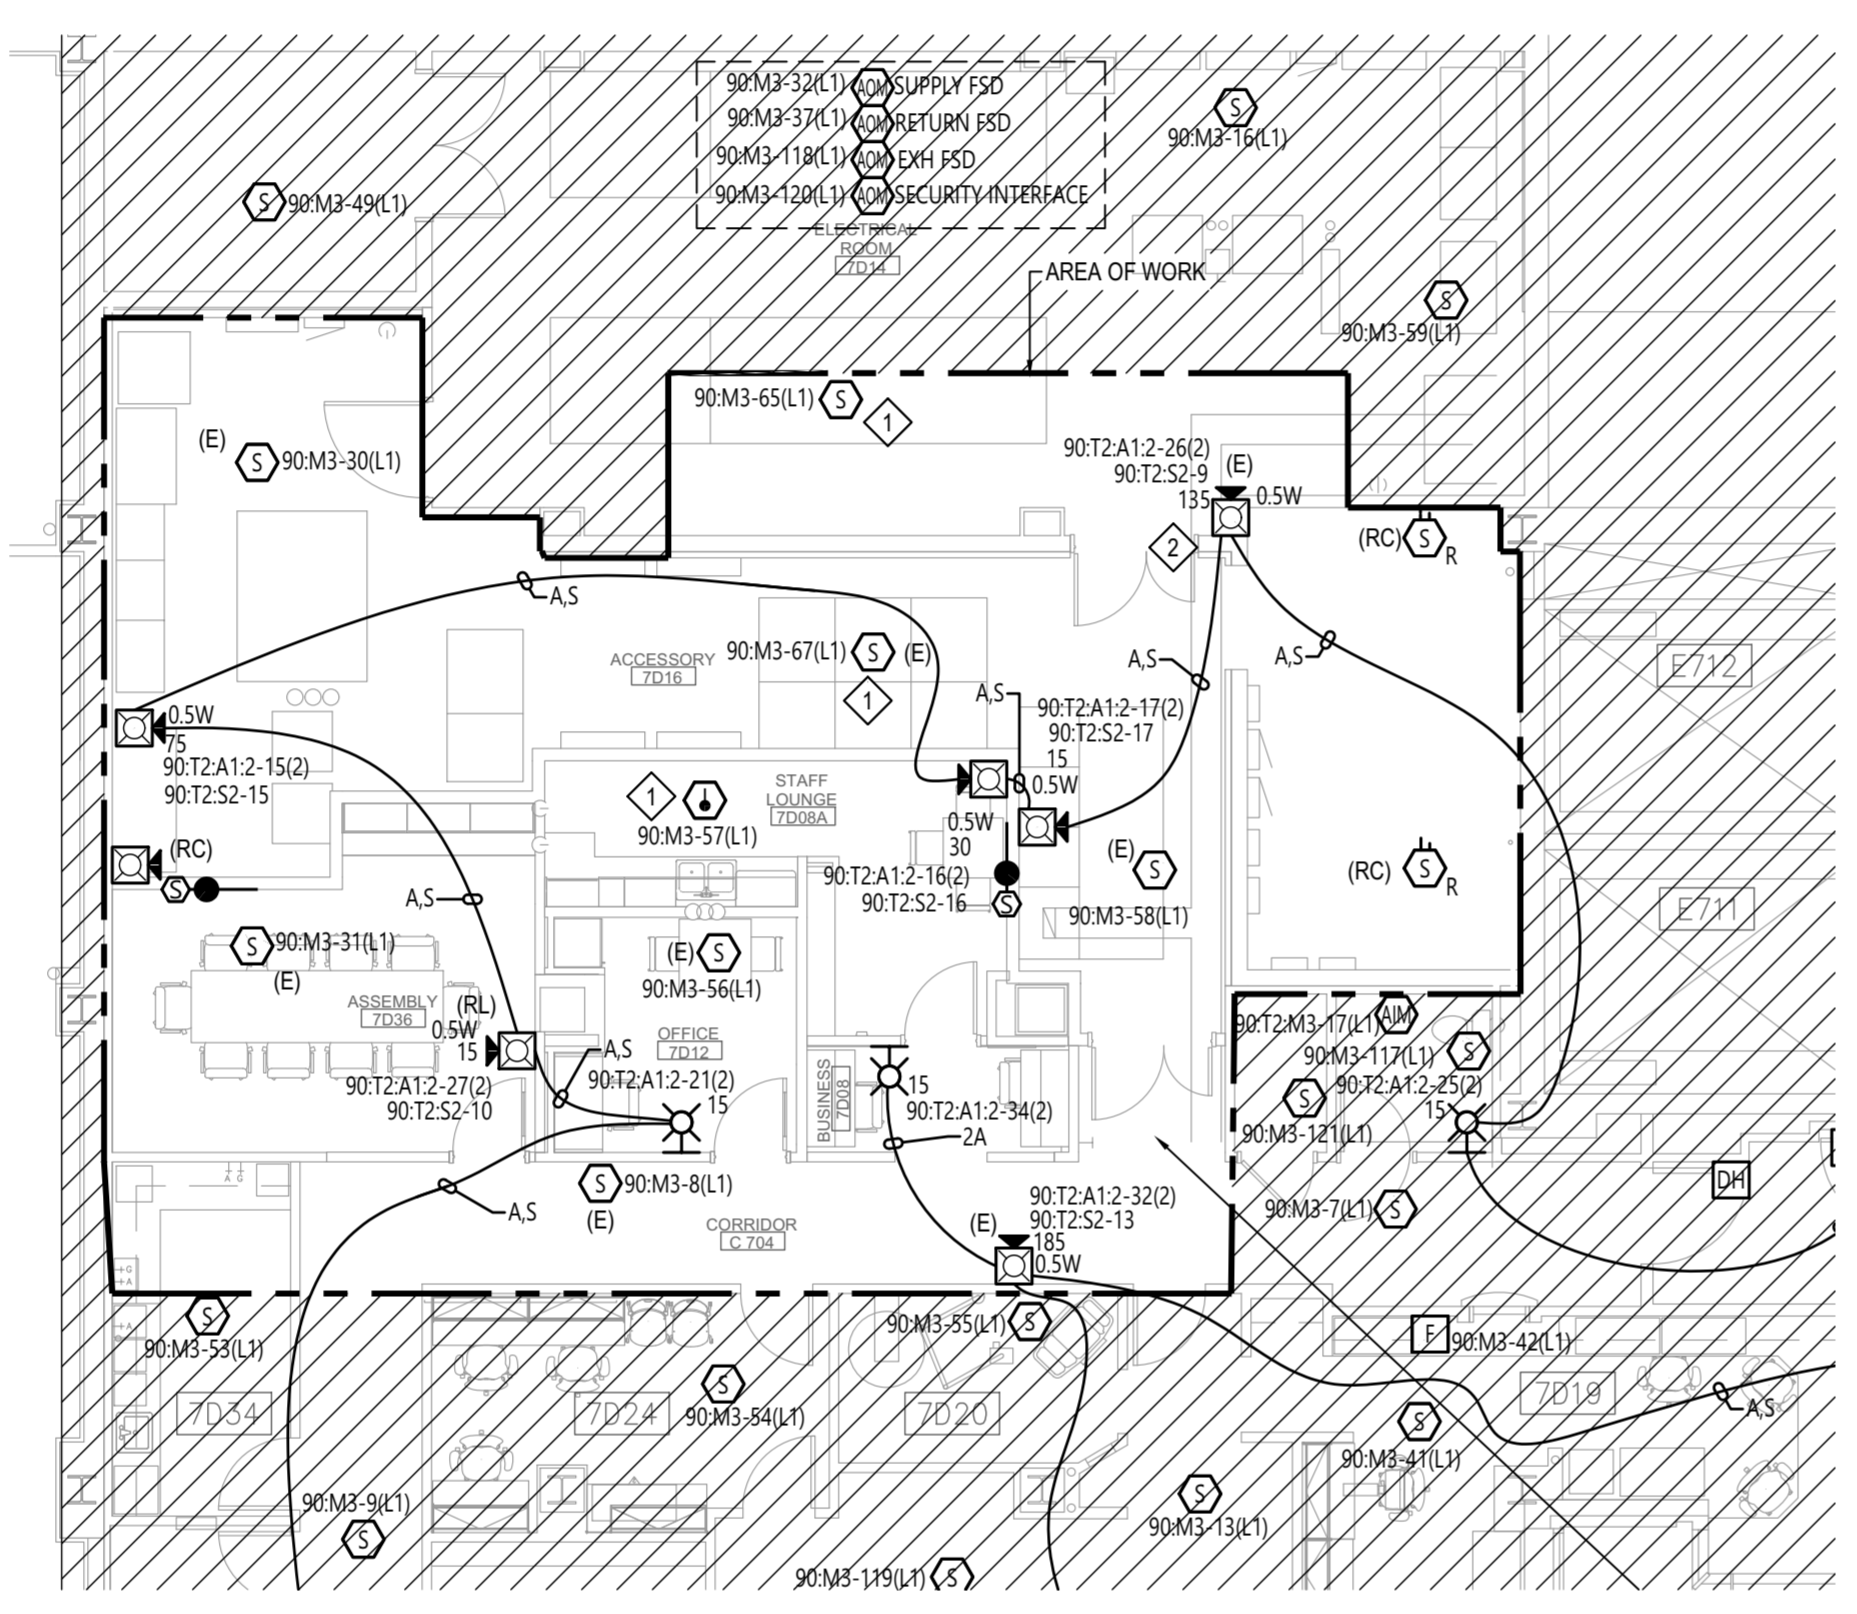 90:M3-32(L1) AOM SUPPLY FSD
90:M3-37(L1) AOM RETURN FSD
90:M3-118(L1) AOM EXH FSD
90:M3-120(L1) AOM SECURITY INTERFACE
ELECTRICAL
ROOM
7D14
S
90:M3-16(L1)
S 90:M3-49(L1)
AREA OF WORK
S
90:M3-59(L1)
90:M3-65(L1) S
1
(E)
S 90:M3-30(L1)
90:T2:A1:2-26(2)
90:T2:S2-9
(E)
135
0.5W
2
(RC) S
R
A,S
ACCESSORY
7D16
90:M3-67(L1) S (E)
1
A,S
A,S
E712
A,S
90:T2:A1:2-17(2)
90:T2:S2-17
15
0.5W
0.5W
75
90:T2:A1:2-15(2)
90:T2:S2-15
1
90:M3-57(L1)
STAFF
LOUNGE
7D08A
0.5W
30
90:T2:A1:2-16(2)
90:T2:S2-16
S
(E) S
90:M3-58(L1)
(RC) S
R
E711
(RC)
S
A,S
S 90:M3-31(L1)
(E)
ASSEMBLY
7D36
(RL)
0.5W
15
90:T2:A1:2-27(2)
90:T2:S2-10
(E) S
90:M3-56(L1)
OFFICE
7D12
A,S
90:T2:A1:2-21(2)
15
BUSINESS
7D08
15
90:T2:A1:2-34(2)
2A
90:T2:M3-17(L1) AIM
90:M3-117(L1) S
90:T2:A1:2-25(2)
15
S
90:M3-121(L1)
DH
A
G
S 90:M3-8(L1)
(E)
A,S
CORRIDOR
C 704
90:T2:A1:2-32(2)
90:T2:S2-13
(E)
185
0.5W
90:M3-7(L1) S
G
A
S
90:M3-53(L1)
A
90:M3-55(L1) S
F 90:M3-42(L1)
7D34
7D24
S
90:M3-54(L1)
7D20
7D19
A,S
S
90:M3-41(L1)
90:M3-9(L1)
S
S
90:M3-13(L1)
90:M3-119(L1) S